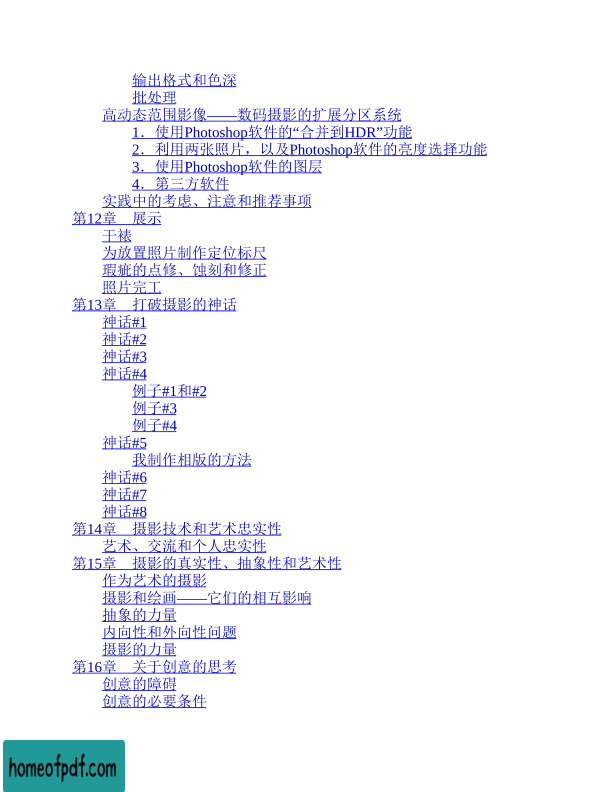 输出格式和色深
批处理
高动态范围影像——数码摄影的扩展分区系统
1．使用Photoshop软件的“合并到HDR”功能
2．利用两张照片，以及Photoshop软件的亮度选择功能
3．使用Photoshop软件的图层
4．第三方软件
实践中的考虑、注意和推荐事项
第12章　展示
干裱
为放置照片制作定位标尺
瑕疵的点修、蚀刻和修正
照片完工
第13章　打破摄影的神话
神话#1
神话#2
神话#3
神话#4
例子#1和#2
例子#3
例子#4
神话#5
我制作相版的方法
神话#6
神话#7
神话#8
第14章　摄影技术和艺术忠实性
艺术、交流和个人忠实性
第15章　摄影的真实性、抽象性和艺术性
作为艺术的摄影
摄影和绘画——它们的相互影响
抽象的力量
内向性和外向性问题
摄影的力量
第16章　关于创意的思考
创意的障碍
创意的必要条件
homeofpdf.com